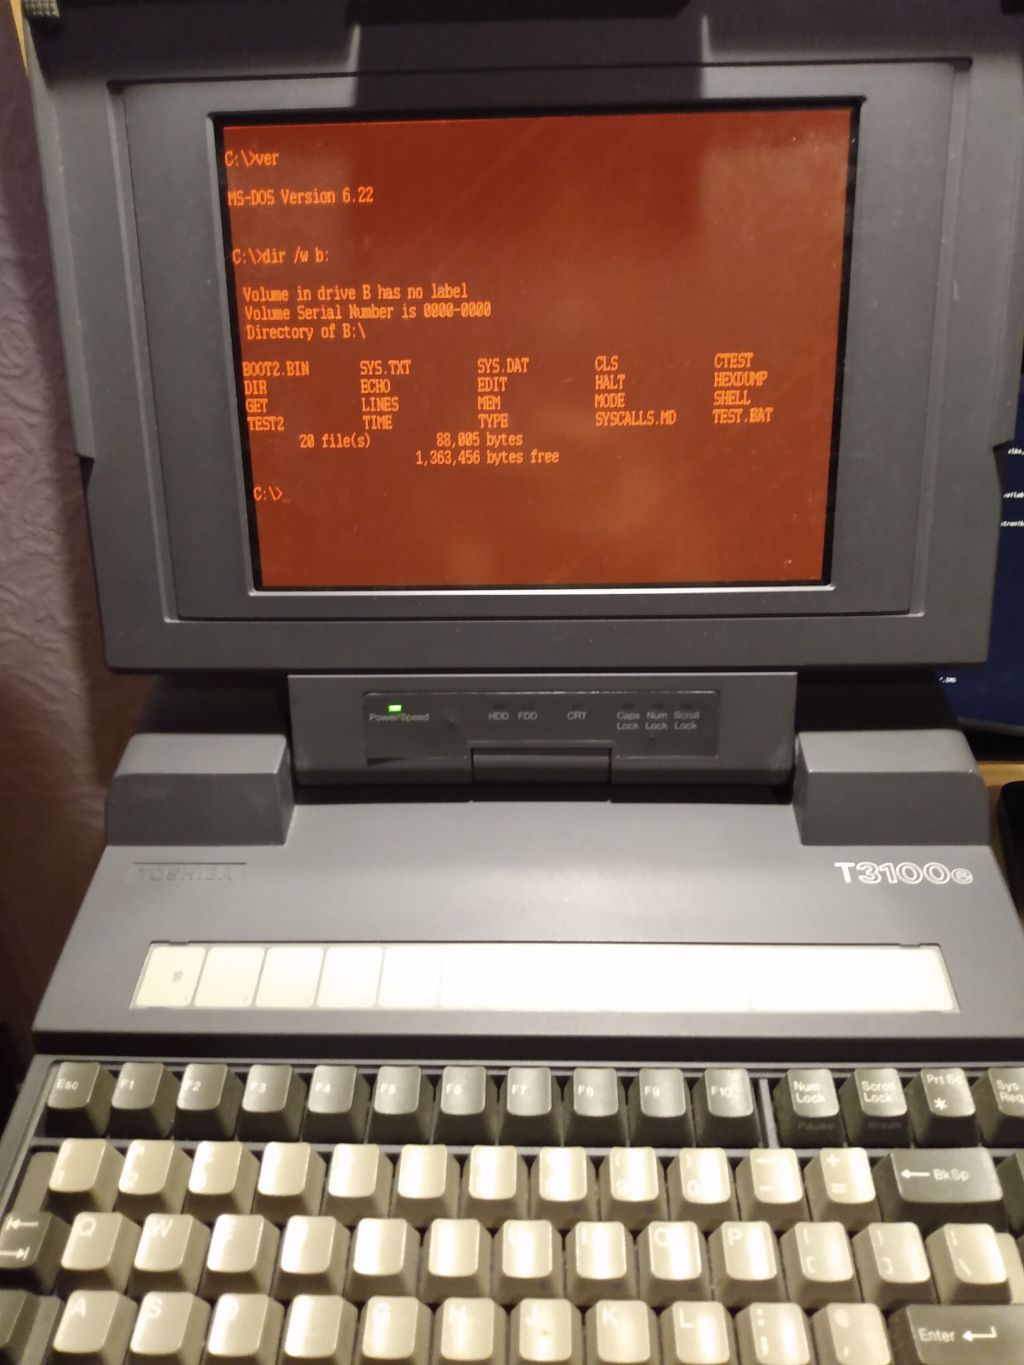 C:\>ver
MS-DOS Version 6.22
C:\>dir /w b:
Volume in drive B has no label
Volume Serial Number is 0000-0000
Directory of B:\
BOOT2.BIN SYS.TXT SYS.DAT CLS CTEST
DIR ECHO EDIT HALT HEXDUMP
GET LINES MEM MODE SHELL
TEST2 TIME TYPE SYSCALLS.MD TEST.BAT
20 file(s) 88,005 bytes
1,363,456 bytes free
C:\>_
Power/Speed HDD FDD CRT Caps Lock Num Lock Scroll Lock
TOSHIBA T3100e
Esc F1 F2 F3 F4 F5 F6 F7 F8 F9 F10 Num Lock Scroll Lock Prt Sc * Sys Req
Pause Break
← BkSp
Q W E I O P [ ] \
A S D G H J K L : ; Enter